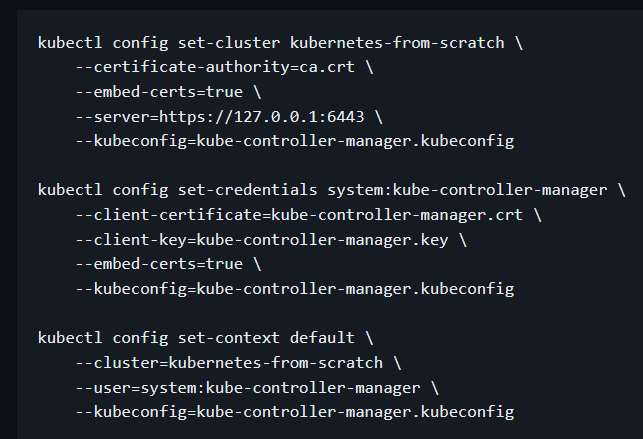 kubectl config set-cluster kubernetes-from-scratch \
--certificate-authority=ca.crt \
--embed-certs=true \
--server=https://127.0.0.1:6443 \
--kubeconfig=kube-controller-manager.kubeconfig
kubectl config set-credentials system:kube-controller-manager \
--client-certificate=kube-controller-manager.crt \
--client-key=kube-controller-manager.key \
--embed-certs=true \
--kubeconfig=kube-controller-manager.kubeconfig
kubectl config set-context default \
--cluster=kubernetes-from-scratch \
--user=system:kube-controller-manager \
--kubeconfig=kube-controller-manager.kubeconfig